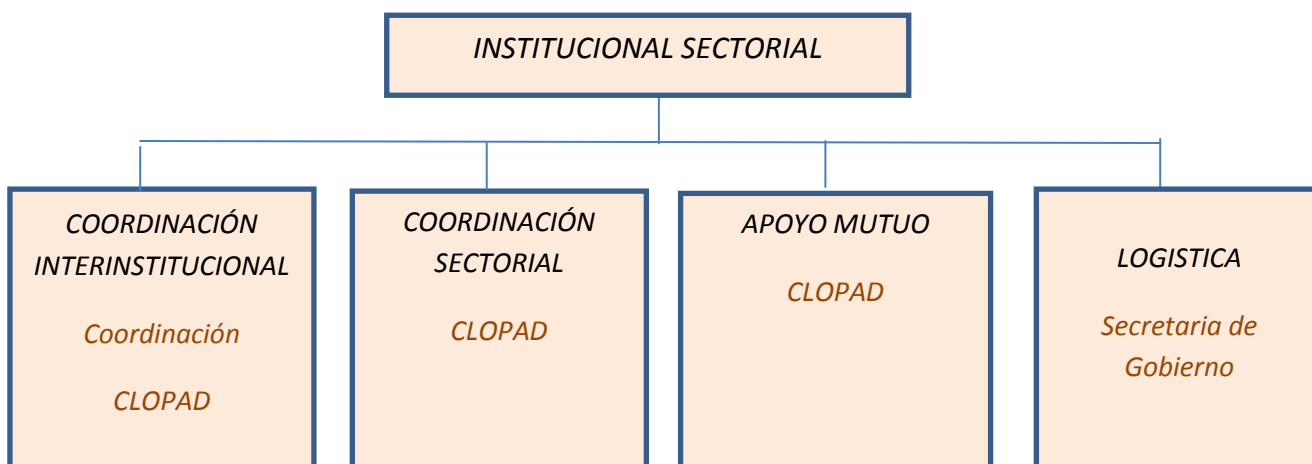 INSTITUCIONAL SECTORIAL
COORDINACIÓN
INTERINSTITUCIONAL
Coordinación
CLOPAD
COORDINACIÓN
SECTORIAL
CLOPAD
APOYO MUTUO
CLOPAD
LOGISTICA
Secretaria de
Gobierno